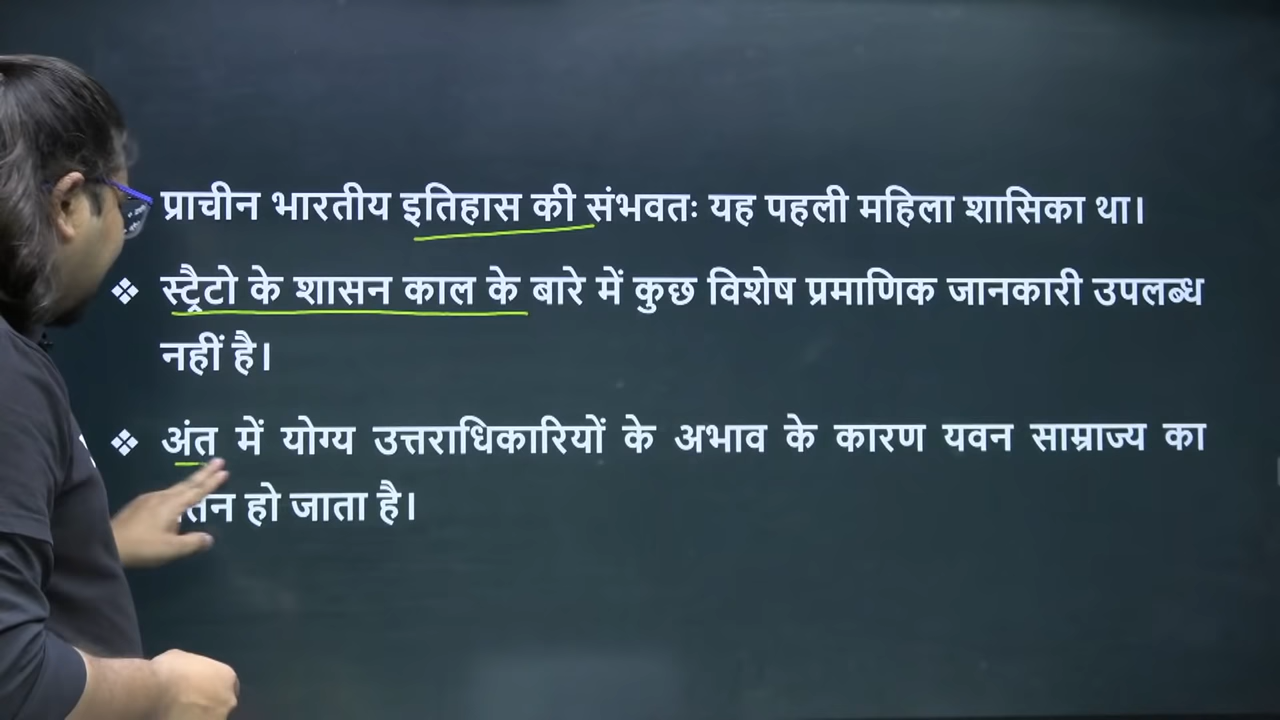 प्राचीन भारतीय इतिहास की संभवतः यह पहली महिला शासिका था।
❖ स्ट्रैटो के शासन काल के बारे में कुछ विशेष प्रमाणिक जानकारी उपलब्ध
नहीं है।
❖ अंत में योग्य उत्तराधिकारियों के अभाव के कारण यवन साम्राज्य का
हो जाता है।